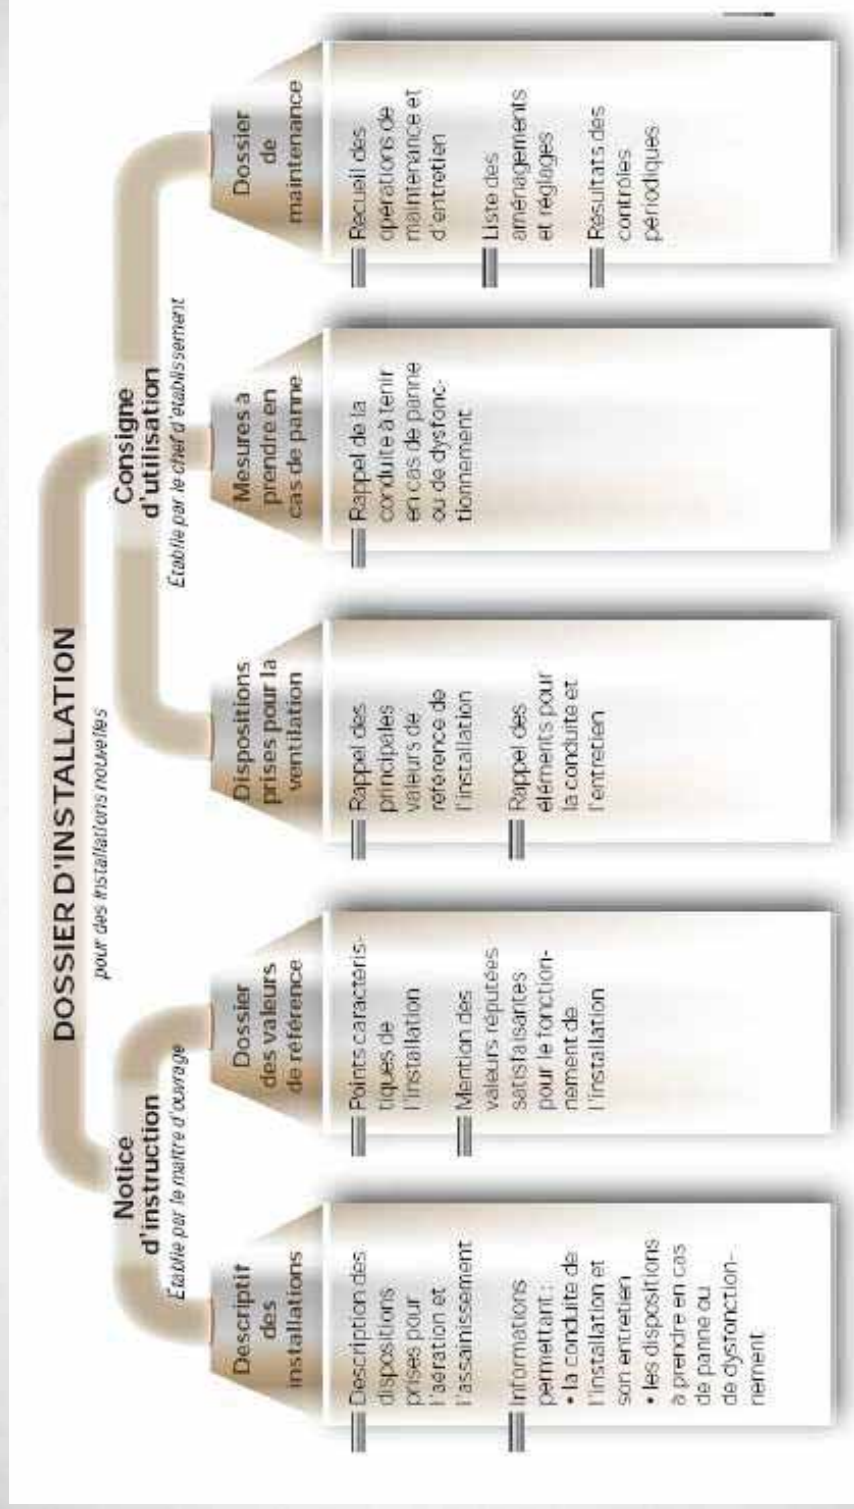 DOSSIER D'INSTALLATION
pour des installations nouvelles
Notice
d'instruction
Établie par le maître d'ouvrage
Descriptif
des
installations
Description des
dispositions
prises pour
l'aération et
l'assainissement
Informations
permettant :
• la conduite de
l'installation et
son entretien
• les dispositions
à prendre en cas
de panne ou
de dysfonction-
nement
Dossier
des valeurs
de référence
Points caractéris-
tiques de
l'installation
Mention des
valeurs réputées
satisfaisantes
pour le fonction-
nement de
l'installation
Consigne
d'utilisation
Établie par le chef d'établissement
Dispositions
prises pour la
ventilation
Rappel des
principales
valeurs de
référence de
l'installation
Rappel des
éléments pour
la conduite et
l'entretien
Mesures à
prendre en
cas de panne
Rappel de la
conduite à tenir
en cas de panne
ou de dysfonc-
tionnement
Dossier
de
maintenance
Recueil des
opérations de
maintenance et
d'entretien
Liste des
aménagements
et réglages
Résultats des
contrôles
périodiques